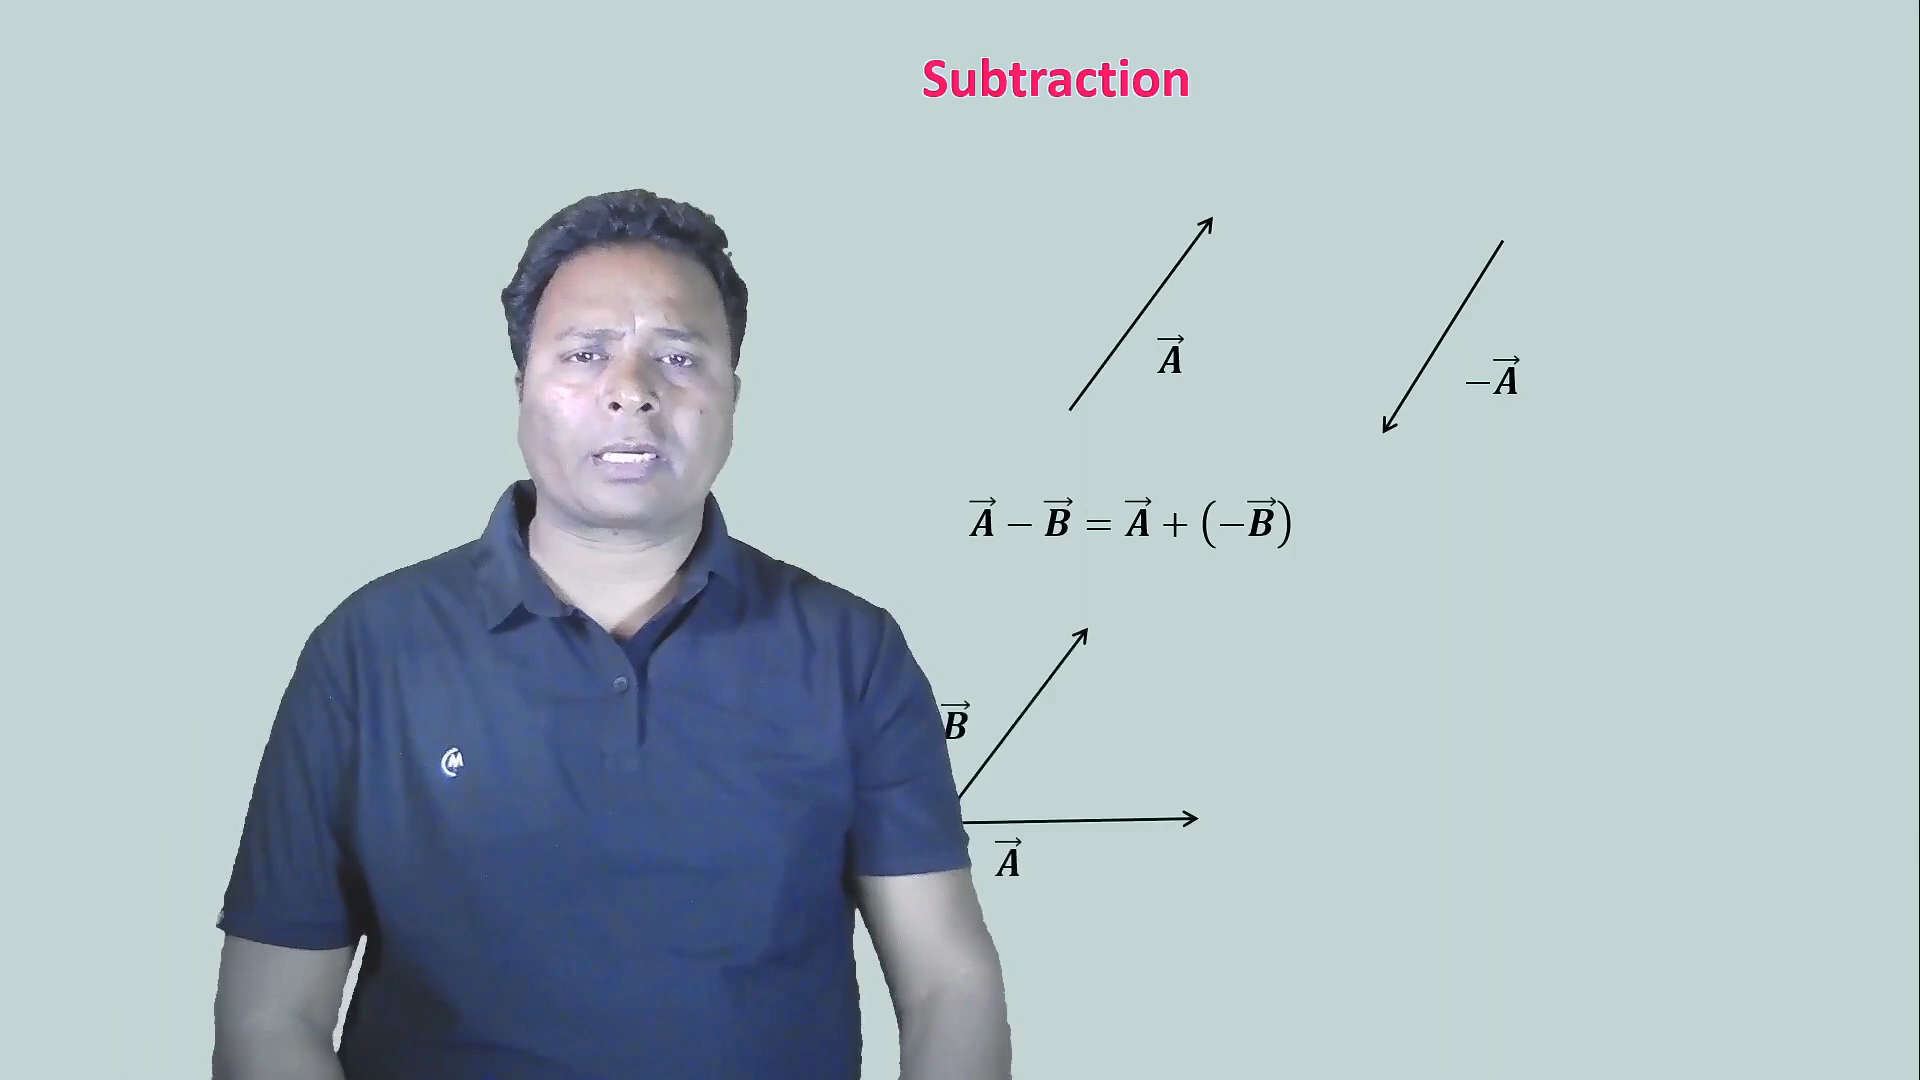 Subtraction
A⃗
−A⃗
A⃗ − B⃗ = A⃗ + (−B⃗)
B⃗
A⃗